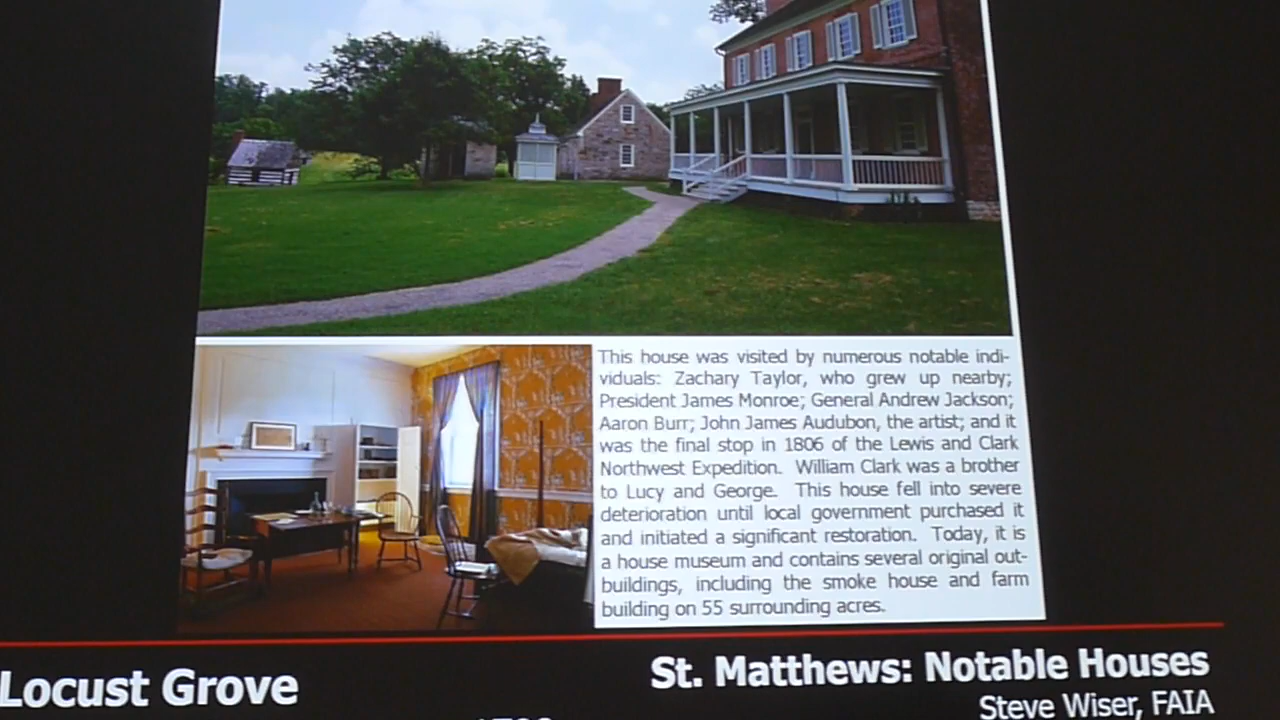 This house was visited by numerous notable indi-
viduals: Zachary Taylor, who grew up nearby;
President James Monroe; General Andrew Jackson;
Aaron Burr; John James Audubon, the artist; and it
was the final stop in 1806 of the Lewis and Clark
Northwest Expedition. William Clark was a brother
to Lucy and George. This house fell into severe
deterioration until local government purchased it
and initiated a significant restoration. Today, it is
a house museum and contains several original out-
buildings, including the smoke house and farm
building on 55 surrounding acres.
Locust Grove
St. Matthews: Notable Houses
Steve Wiser, FAIA